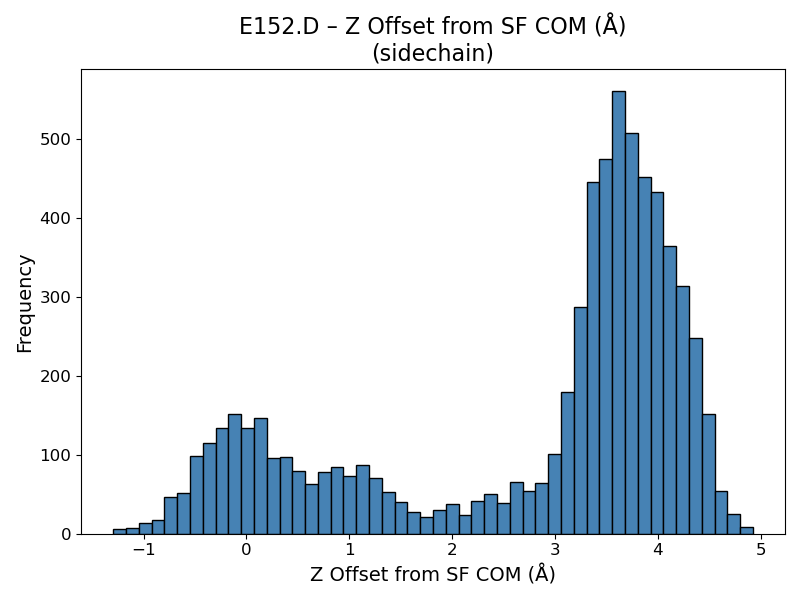 E152.D – Z Offset from SF COM (Å)
(sidechain)
Frequency
500
400
300
200
100
0
−1 0 1 2 3 4 5
Z Offset from SF COM (Å)